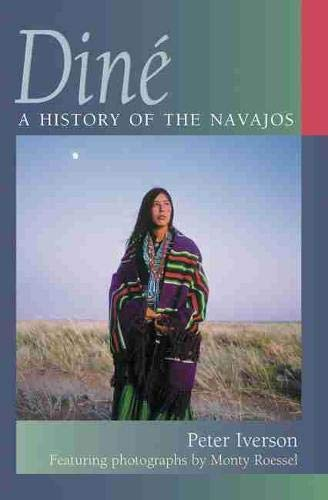 Diné
A HISTORY OF THE NAVAJOS
Peter Iverson
Featuring photographs by Monty Roessel